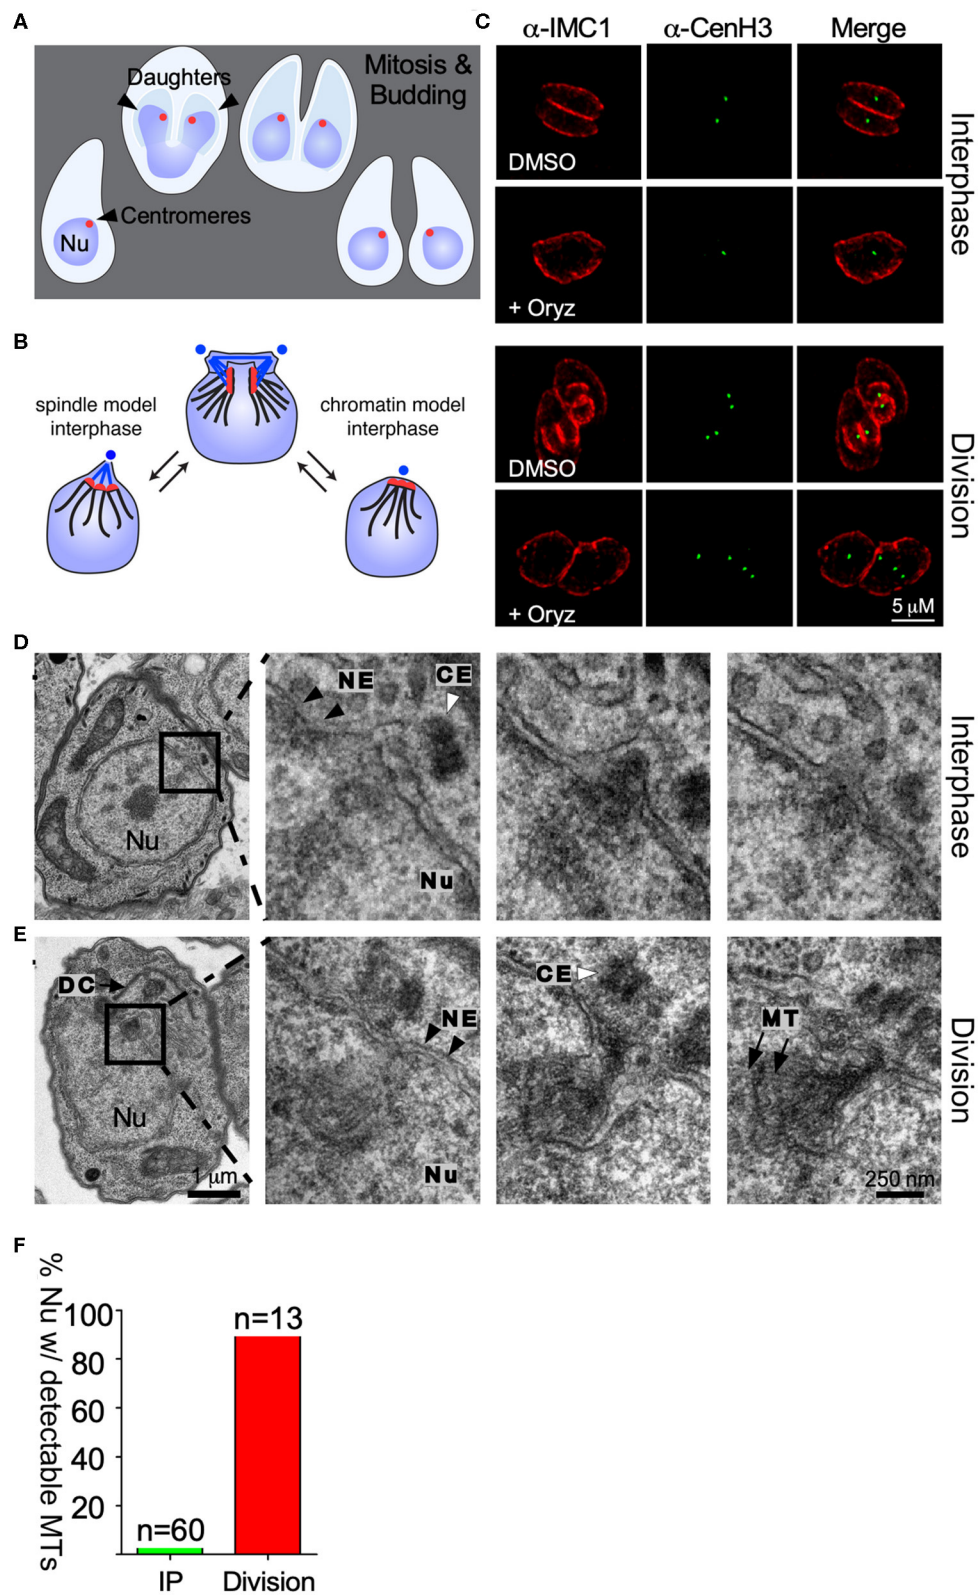 A
Daughters
Mitosis &
Budding
Centromeres
Nu
B
spindle model
interphase
chromatin model
interphase
C
α-IMC1
α-CenH3
Merge
DMSO
+ Oryz
Interphase
DMSO
+ Oryz
5 μM
Division
D
Nu
NE
CE
Nu
Interphase
E
DC
Nu
1 μm
NE
Nu
CE
MT
250 nm
Division
F
% Nu w/ detectable MTs
100
80
60
40
20
n=60
n=13
IP
Division